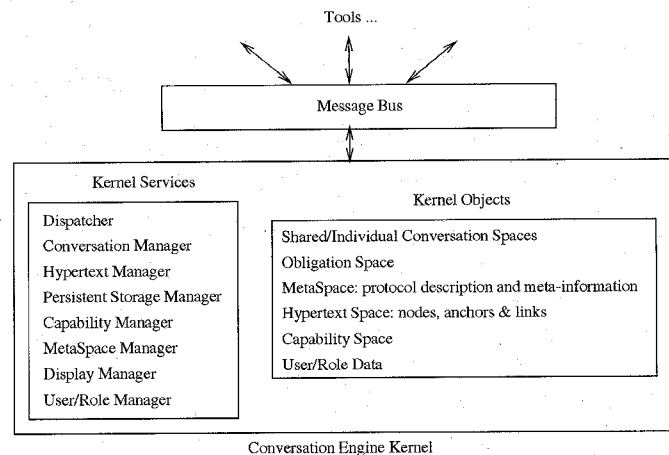 Tools ...
Message Bus
Kernel Services
Dispatcher
Conversation Manager
Hypertext Manager
Persistent Storage Manager
Capability Manager
MetaSpace Manager
Display Manager
User/Role Manager
Kernel Objects
Shared/Individual Conversation Spaces
Obligation Space
MetaSpace: protocol description and meta-information
Hypertext Space: nodes, anchors & links
Capability Space
User/Role Data
Conversation Engine Kernel